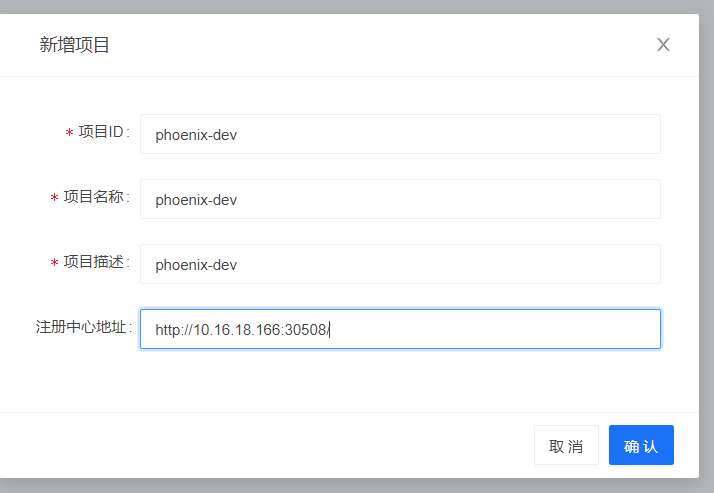 新增项目
* 项目ID : phoenix-dev
* 项目名称 : phoenix-dev
* 项目描述 : phoenix-dev
注册中心地址 : http://10.16.18.166:30508/
取 消 确 认